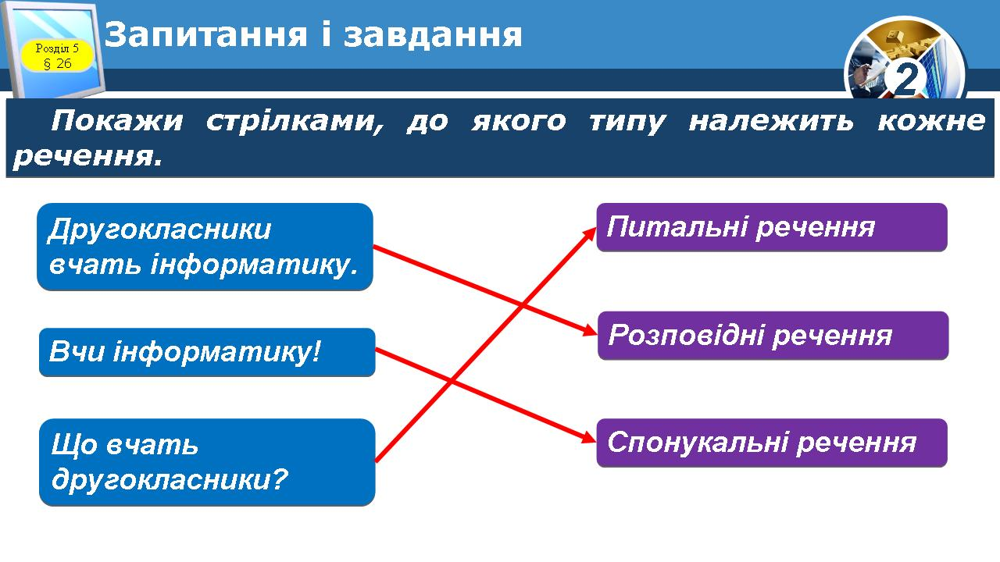 Запитання і завдання
Розділ 5
§ 26
2
Покажи стрілками, до якого типу належить кожне
речення.
Другокласники
вчать інформатику.
Вчи інформатику!
Що вчать
другокласники?
Питальні речення
Розповідні речення
Спонукальні речення